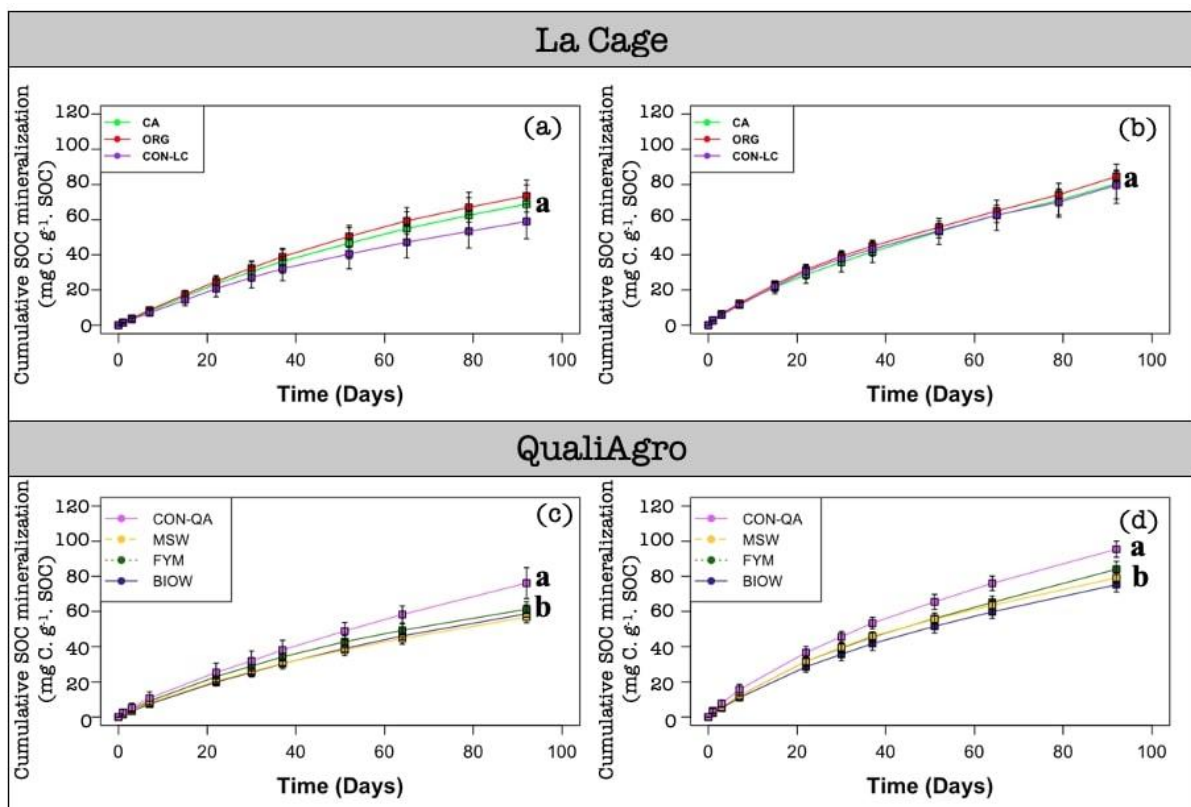 La Cage
Cumulative SOC mineralization
(mg C. g⁻¹. SOC)
120
100
80
60
40
20
0
CA
ORG
CON-LC
(a)
a
0 20 40 60 80 100
Time (Days)
Cumulative SOC mineralization
(mg C. g⁻¹. SOC)
120
100
80
60
40
20
0
CA
ORG
CON-LC
(b)
a
0 20 40 60 80 100
Time (Days)
QualiAgro
Cumulative SOC mineralization
(mg C. g⁻¹. SOC)
120
100
80
60
40
20
0
CON-QA
MSW
FYM
BIOW
(c)
a
b
0 20 40 60 80 100
Time (Days)
Cumulative SOC mineralization
(mg C. g⁻¹. SOC)
120
100
80
60
40
20
0
CON-QA
MSW
FYM
BIOW
(d)
a
b
0 20 40 60 80 100
Time (Days)